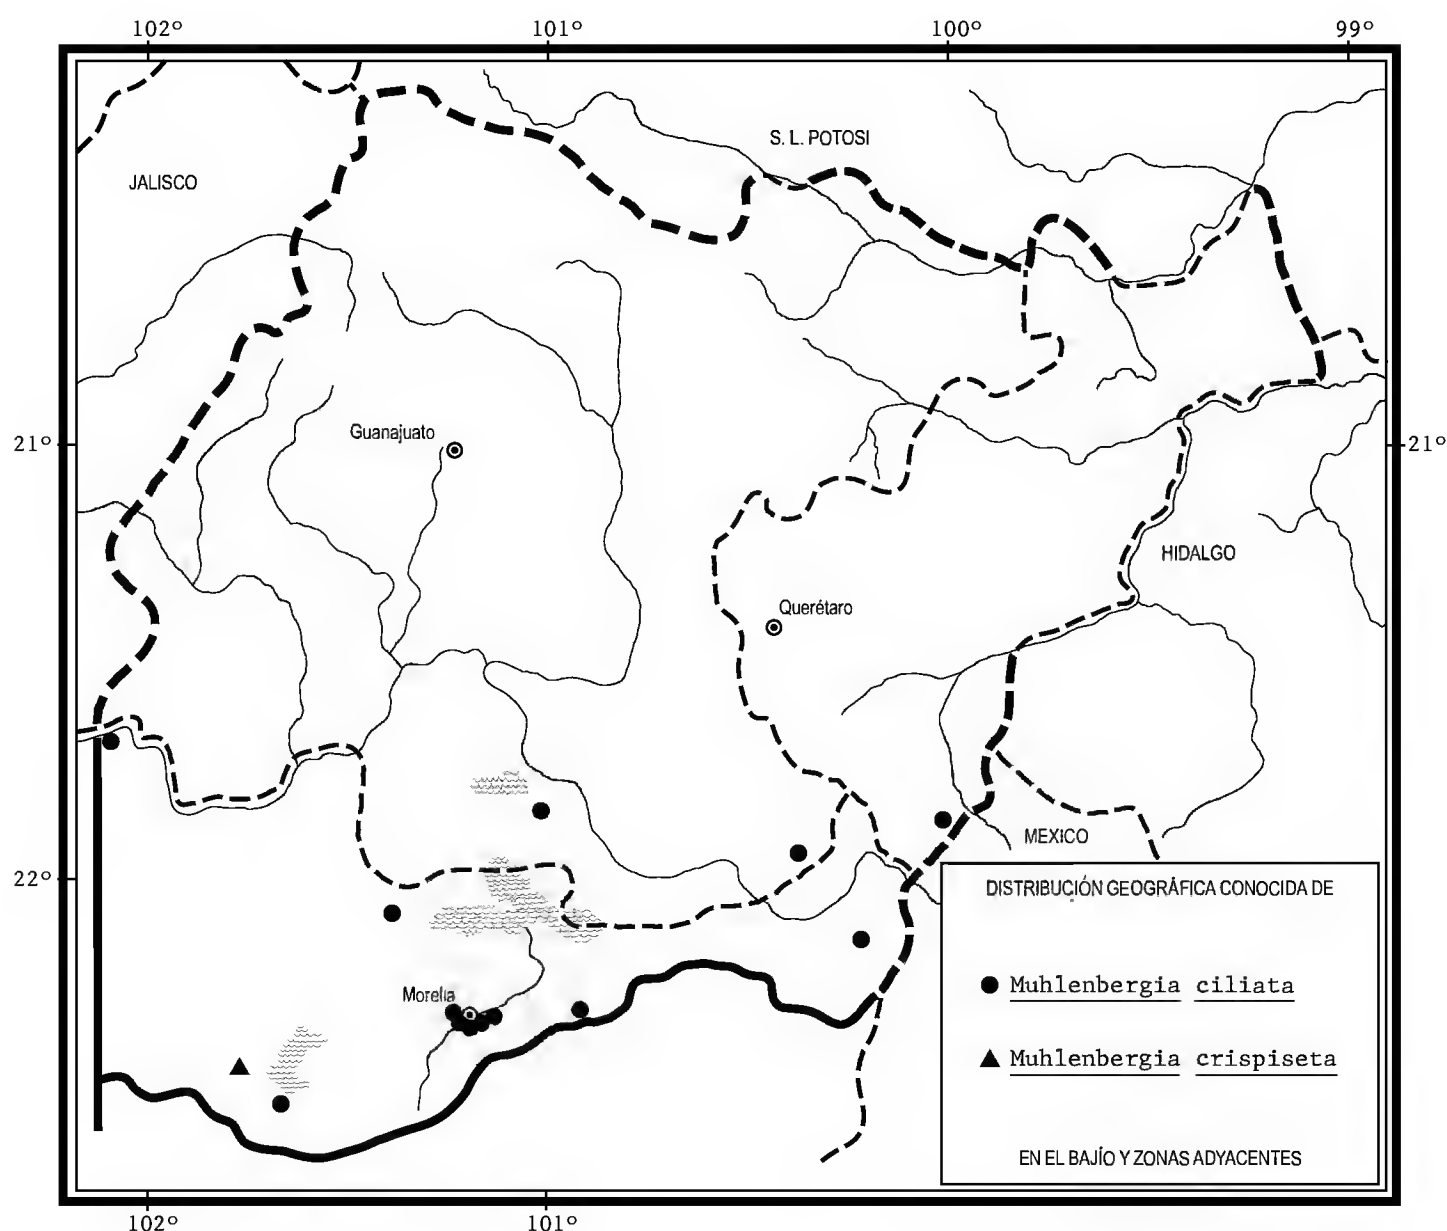 102° 101° 100° 99°
S. L. POTOSI
JALISCO
Guanajuato
21° 21°
HIDALGO
Querétaro
MEXICO
22°
DISTRIBUCIÓN GEOGRÁFICA CONOCIDA DE
Muhlenbergia ciliata
Morelia
Muhlenbergia crispiseta
EN EL BAJÍO Y ZONAS ADYACENTES
102° 101°